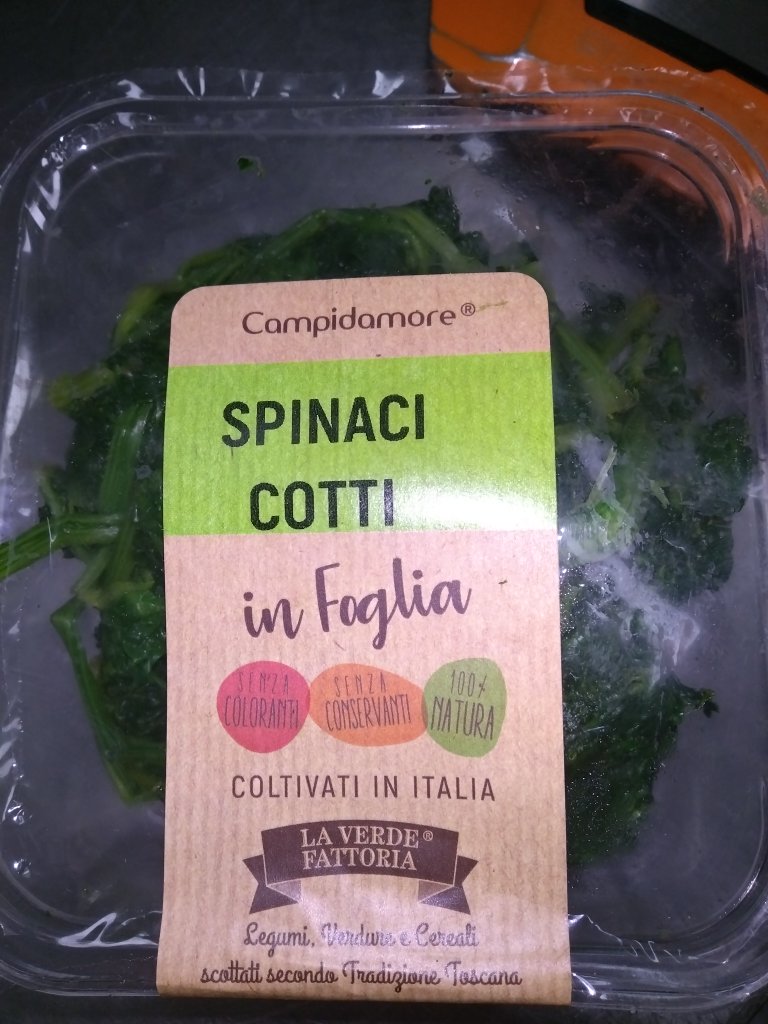 Campidamore®
SPINACI
COTTI
in Foglia
SENZA
COLORANTI
SENZA
CONSERVANTI
100%
NATURA
COLTIVATI IN ITALIA
LA VERDE®
FATTORIA
Legumi, Verdure e Cereali
scottati secondo Tradizione Toscana